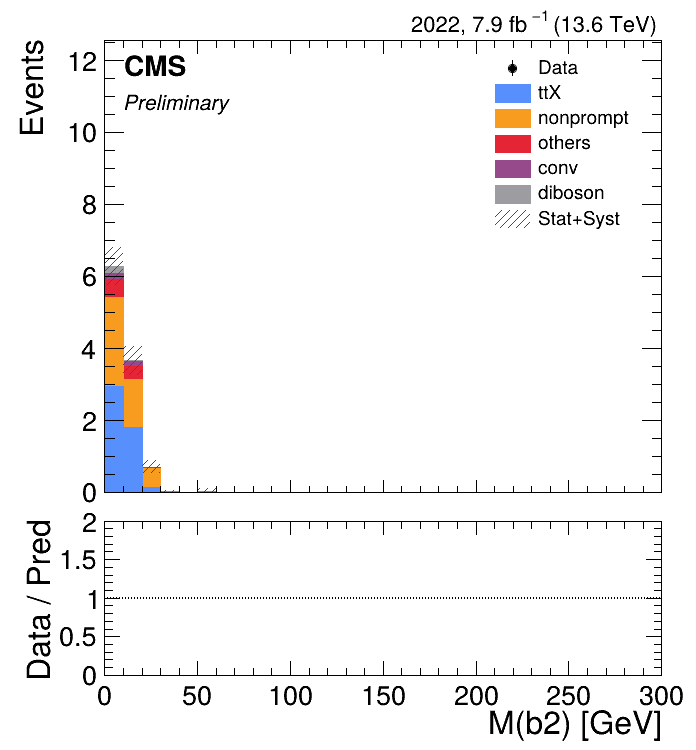 2022, 7.9 fb⁻¹ (13.6 TeV)
Events
12
10
8
6
4
2
0
CMS
Preliminary
Data
ttX
nonprompt
others
conv
diboson
Stat+Syst
Data / Pred
2
1.5
1
0.5
0
0 50 100 150 200 250 300
M(b2) [GeV]